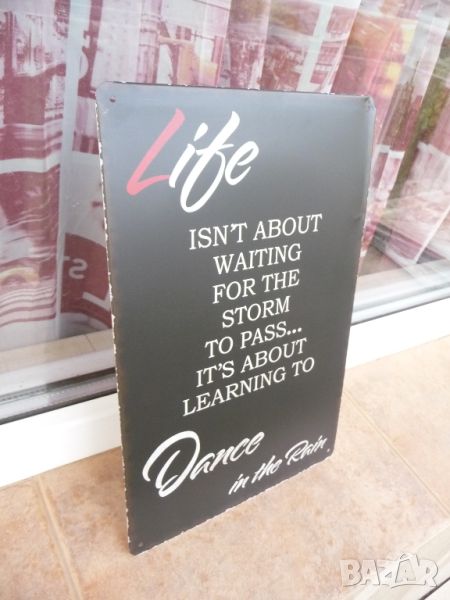 Life
ISN'T ABOUT
WAITING
FOR THE
STORM
TO PASS...
IT'S ABOUT
LEARNING TO
Dance
in the Rain.
BAZAR